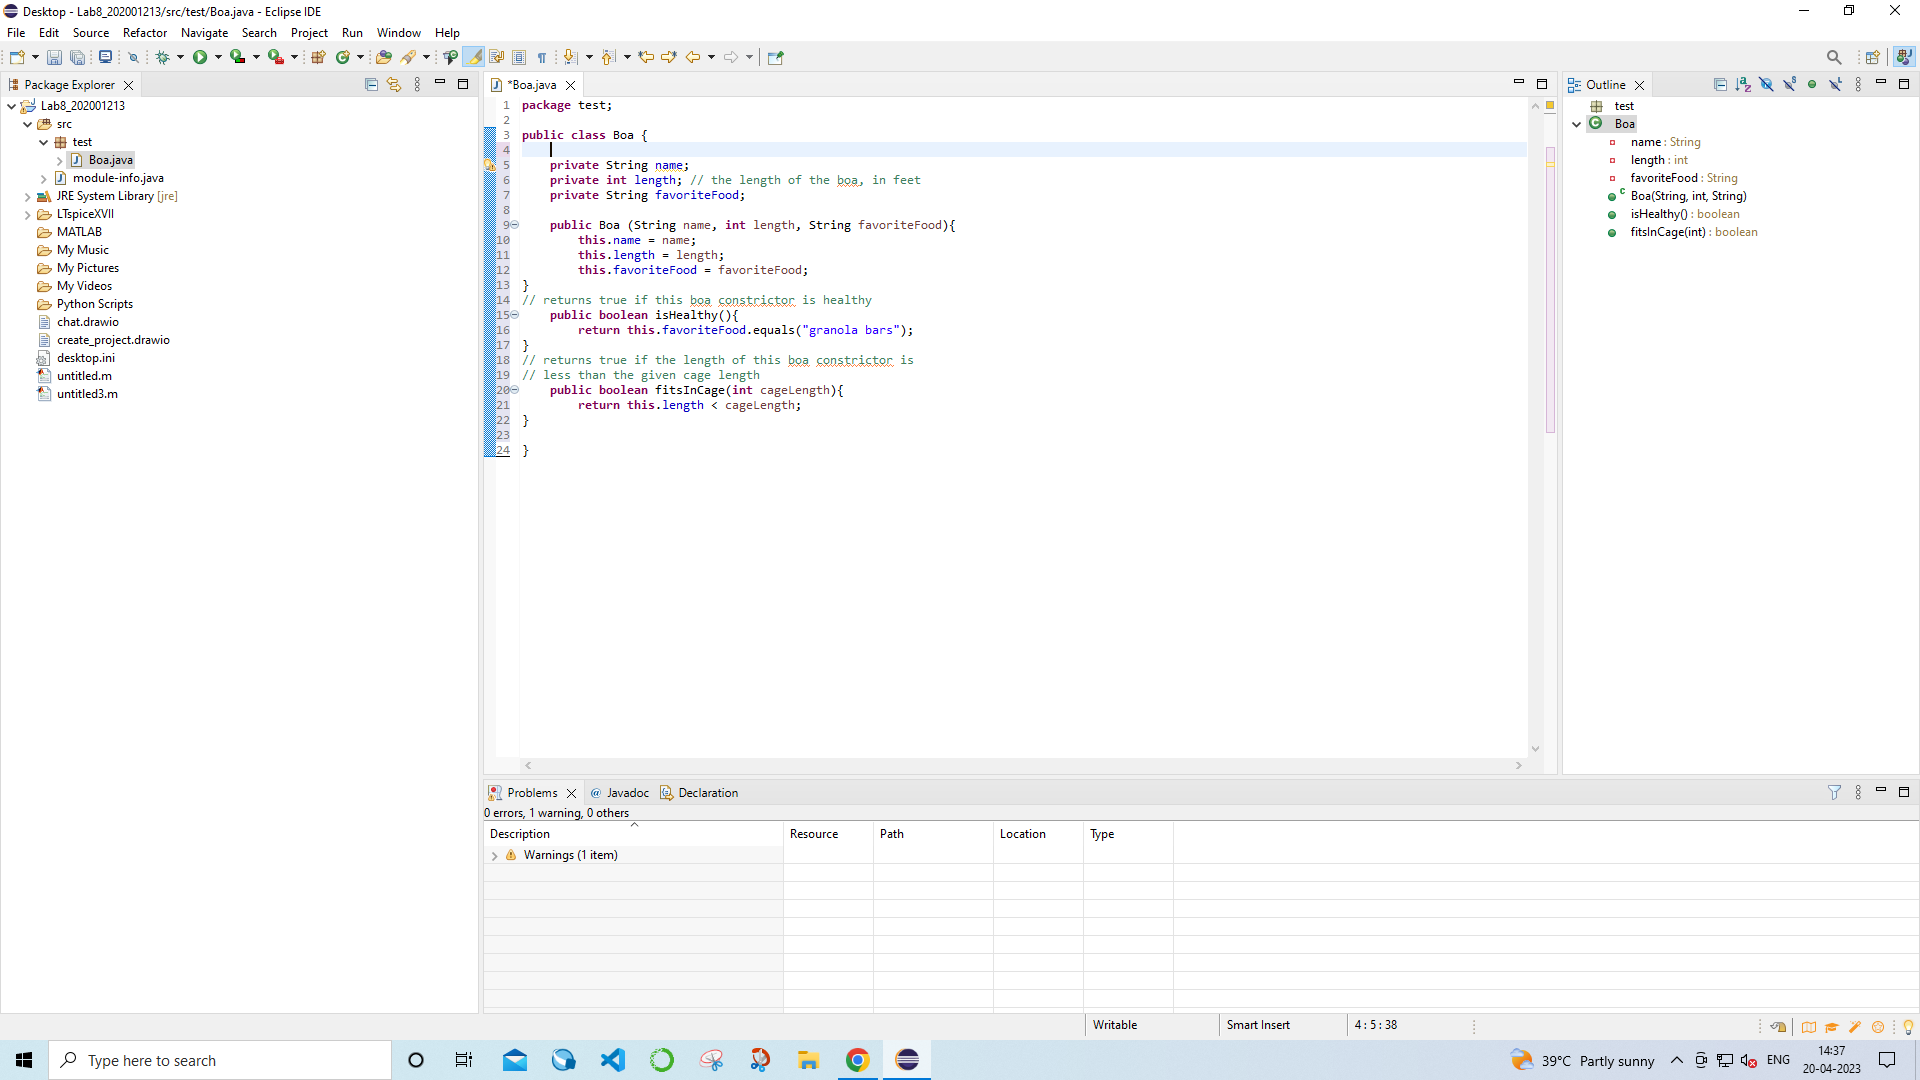 Desktop - Lab8_202001213/src/test/Boa.java - Eclipse IDE
File Edit Source Refactor Navigate Search Project Run Window Help
Package Explorer
Lab8_202001213
src
test
Boa.java
module-info.java
JRE System Library [jre]
LTspiceXVII
MATLAB
My Music
My Pictures
My Videos
Python Scripts
chat.drawio
create_project.drawio
desktop.ini
untitled.m
untitled3.m
*Boa.java
1 package test;
2
3 public class Boa {
4
5 private String name;
6 private int length; // the length of the boa, in feet
7 private String favoriteFood;
8
9 public Boa (String name, int length, String favoriteFood){
10 this.name = name;
11 this.length = length;
12 this.favoriteFood = favoriteFood;
13 }
14 // returns true if this boa constrictor is healthy
15 public boolean isHealthy(){
16 return this.favoriteFood.equals("granola bars");
17 }
18 // returns true if the length of this boa constrictor is
19 // less than the given cage length
20 public boolean fitsInCage(int cageLength){
21 return this.length < cageLength;
22 }
23
24 }
Outline
test
Boa
name : String
length : int
favoriteFood : String
Boa(String, int, String)
isHealthy() : boolean
fitsInCage(int) : boolean
Problems @ Javadoc Declaration
0 errors, 1 warning, 0 others
Description Resource Path Location Type
Warnings (1 item)
Writable Smart Insert 4 : 5 : 38
Type here to search
39°C Partly sunny ENG
14:37
20-04-2023